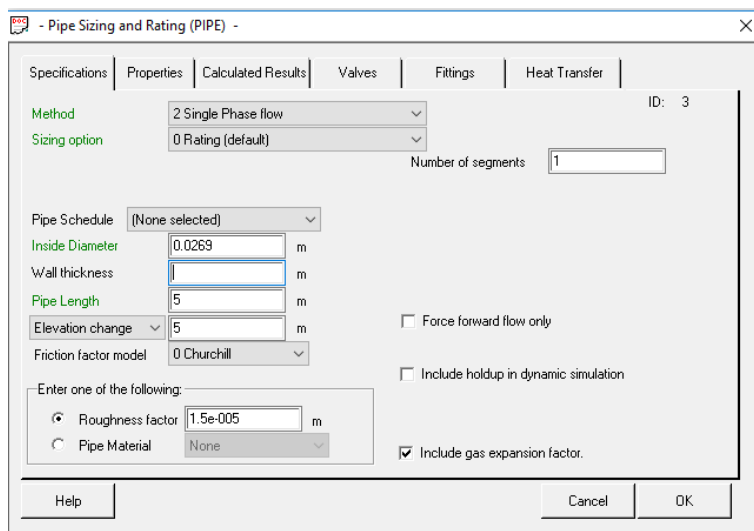 DOC - Pipe Sizing and Rating (PIPE) -
Specifications Properties Calculated Results Valves Fittings Heat Transfer
ID: 3
Method 2 Single Phase flow
Sizing option 0 Rating (default)
Number of segments 1
Pipe Schedule (None selected)
Inside Diameter 0.0269 m
Wall thickness m
Pipe Length 5 m
Elevation change 5 m
Force forward flow only
Friction factor model 0 Churchill
Include holdup in dynamic simulation
Enter one of the following:
Roughness factor 1.5e-005 m
Pipe Material None
Include gas expansion factor.
Help Cancel OK